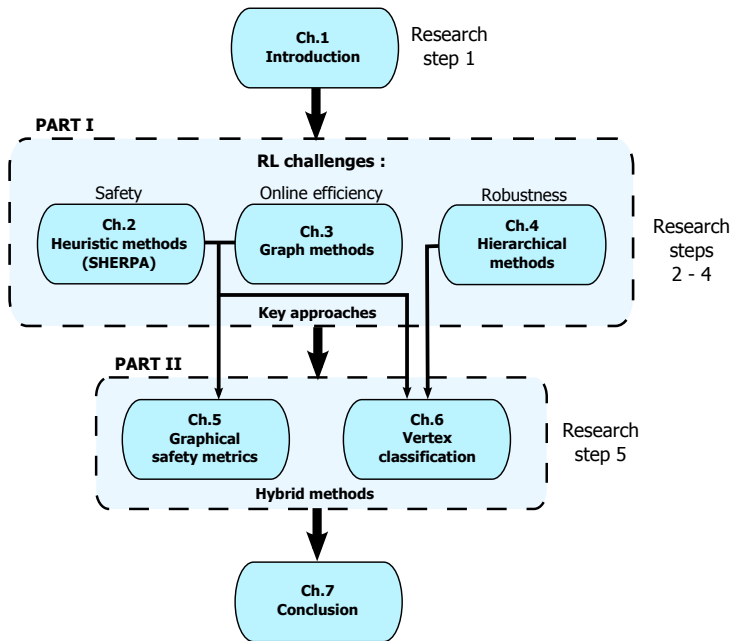 Ch.1
Introduction
Research
step 1
PART I
RL challenges :
Safety
Online efficiency
Robustness
Ch.2
Heuristic methods
(SHERPA)
Ch.3
Graph methods
Ch.4
Hierarchical
methods
Research
steps
2 - 4
Key approaches
PART II
Ch.5
Graphical
safety metrics
Ch.6
Vertex
classification
Research
step 5
Hybrid methods
Ch.7
Conclusion